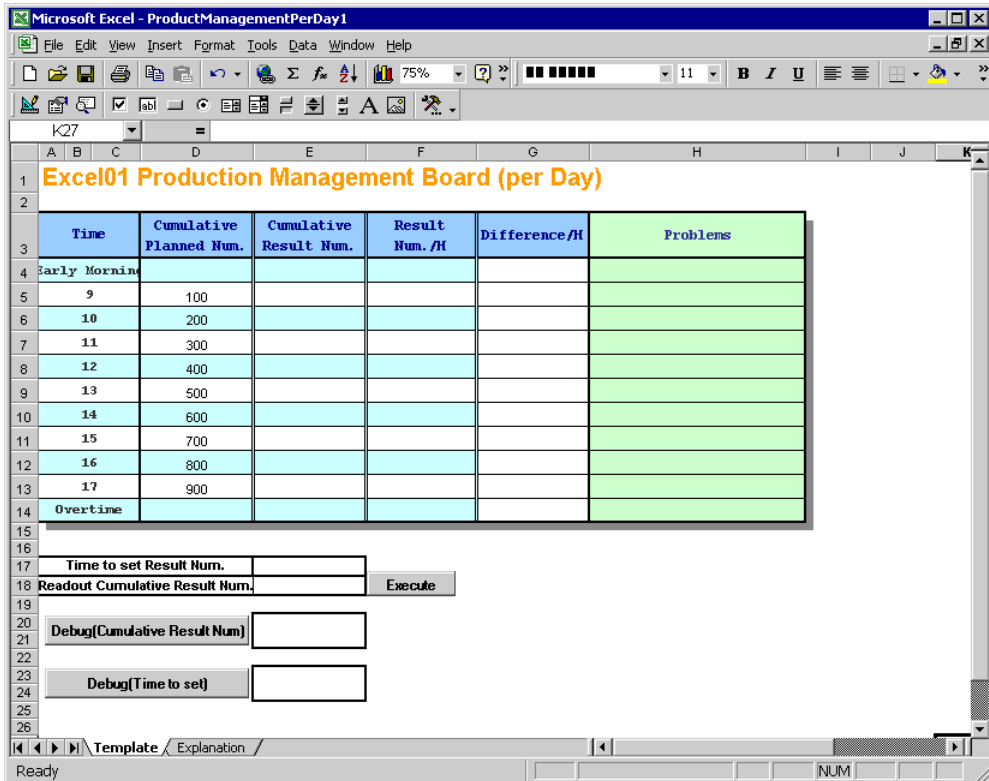 Microsoft Excel - ProductManagementPerDay1
File Edit View Insert Format Tools Data Window Help
75% 11 B I U
K27 =
A B C D E F G H I J K
1 Excel01 Production Management Board (per Day)
2
3 Time Cumulative Planned Num. Cumulative Result Num. Result Num./H Difference/H Problems
4 Early Morning
5 9 100
6 10 200
7 11 300
8 12 400
9 13 500
10 14 600
11 15 700
12 16 800
13 17 900
14 Overtime
15
16
17 Time to set Result Num.
18 Readout Cumulative Result Num. Execute
19
20
21 Debug(Cumulative Result Num)
22
23
24 Debug(Time to set)
25
26
Template Explanation
Ready NUM